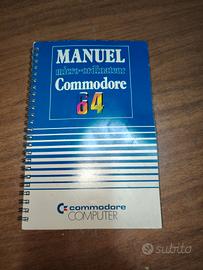 MANUEL
micro-ordinateur
Commodore
64
commodore
COMPUTER
subito